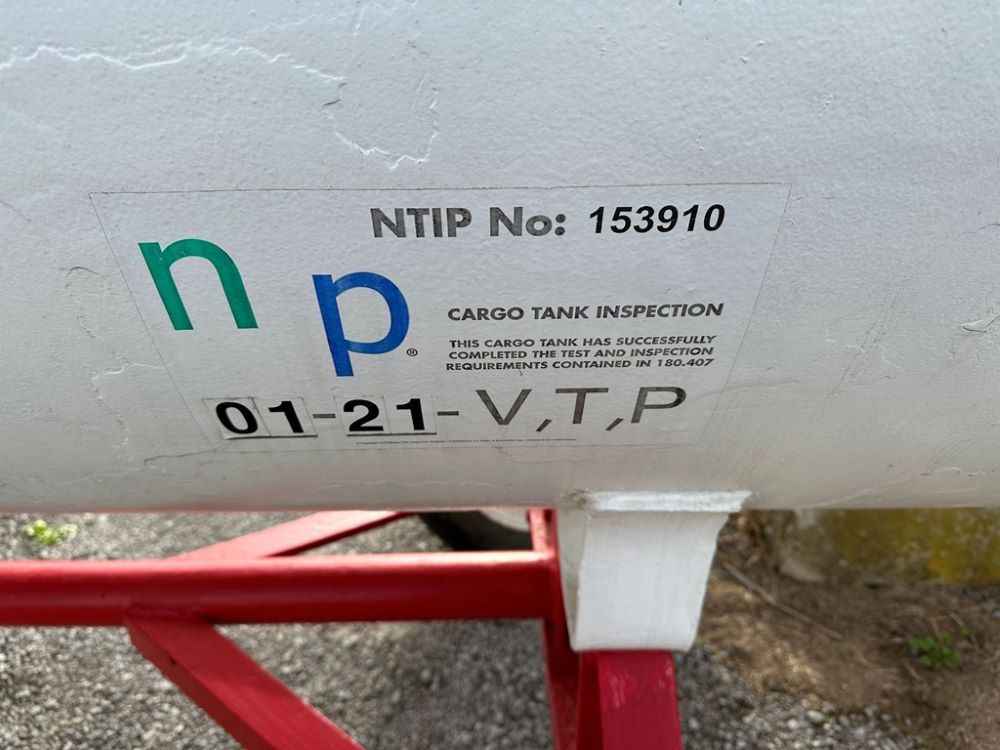 NTIP No: 153910
n p®
CARGO TANK INSPECTION
THIS CARGO TANK HAS SUCCESSFULLY
COMPLETED THE TEST AND INSPECTION
REQUIREMENTS CONTAINED IN 180.407
01-21-V,T,P